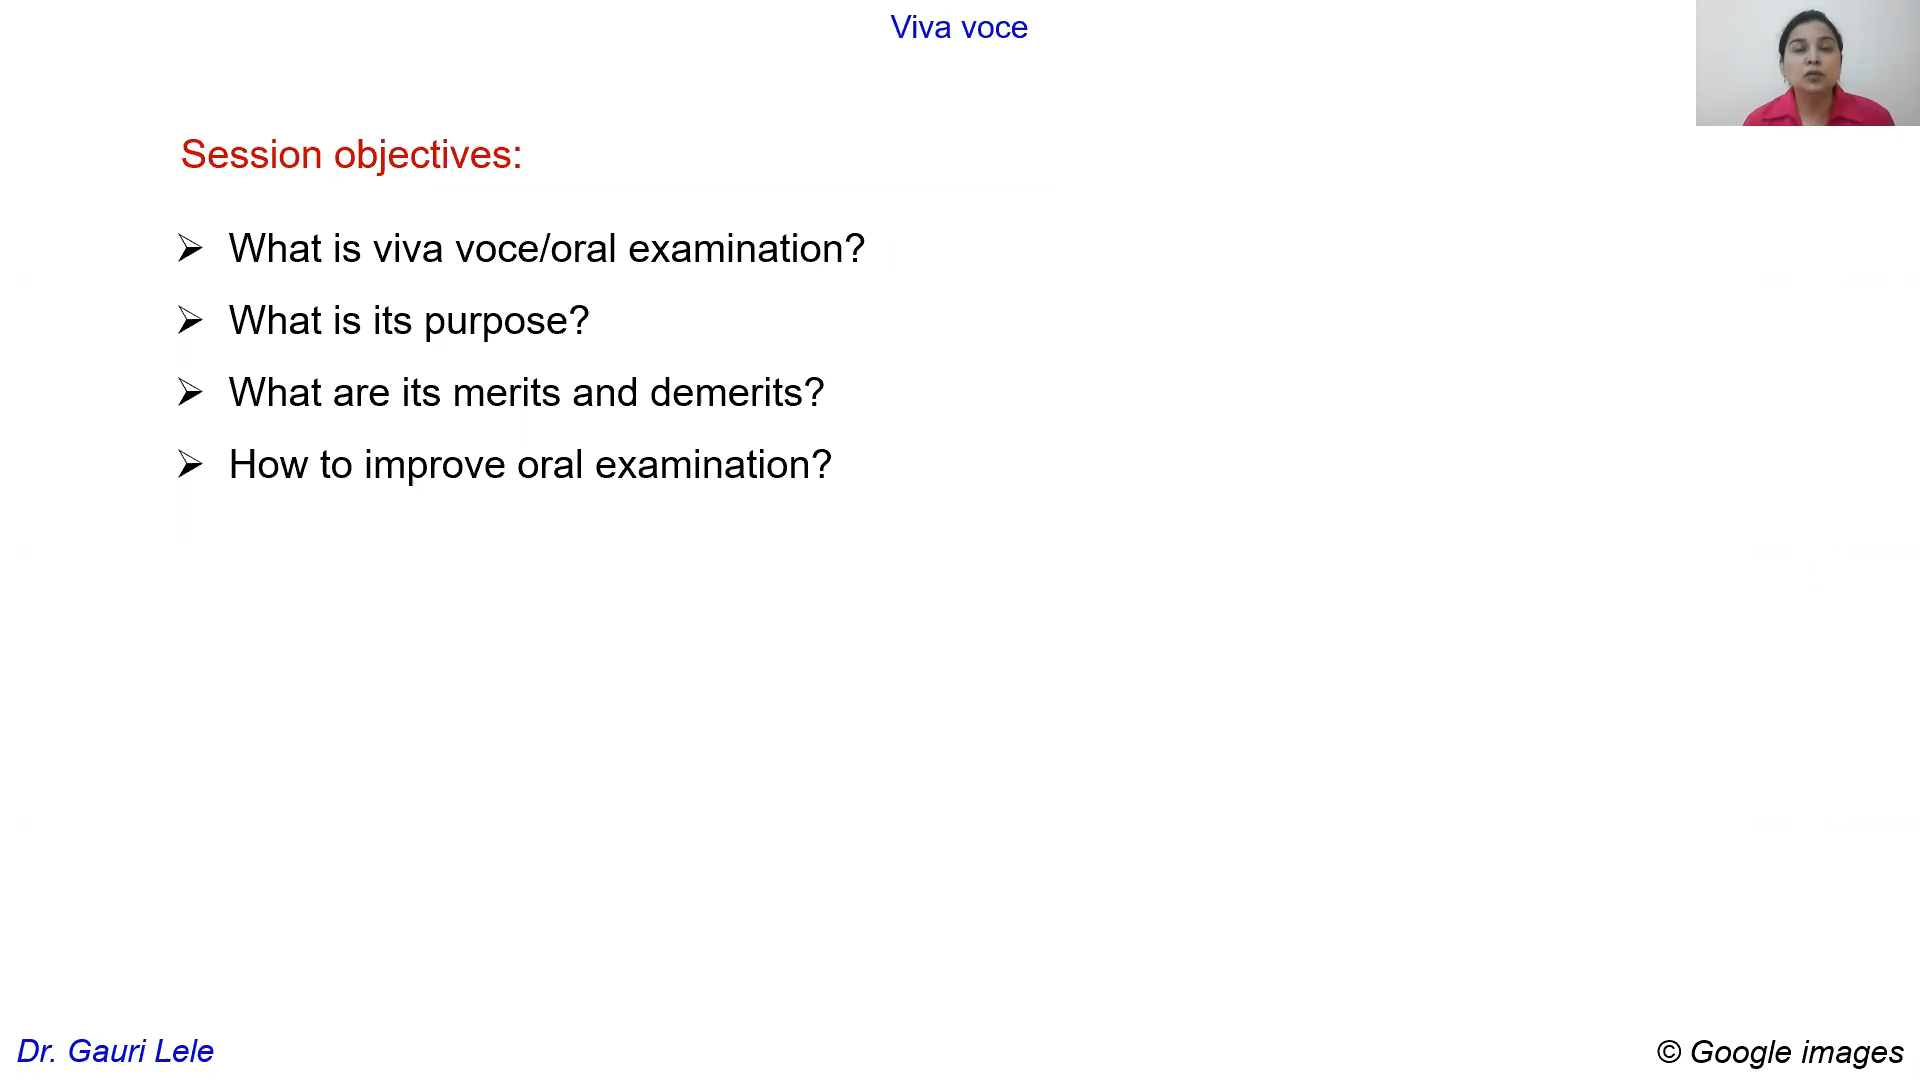 Viva voce
Session objectives:
➢ What is viva voce/oral examination?
➢ What is its purpose?
➢ What are its merits and demerits?
➢ How to improve oral examination?
Dr. Gauri Lele
© Google images